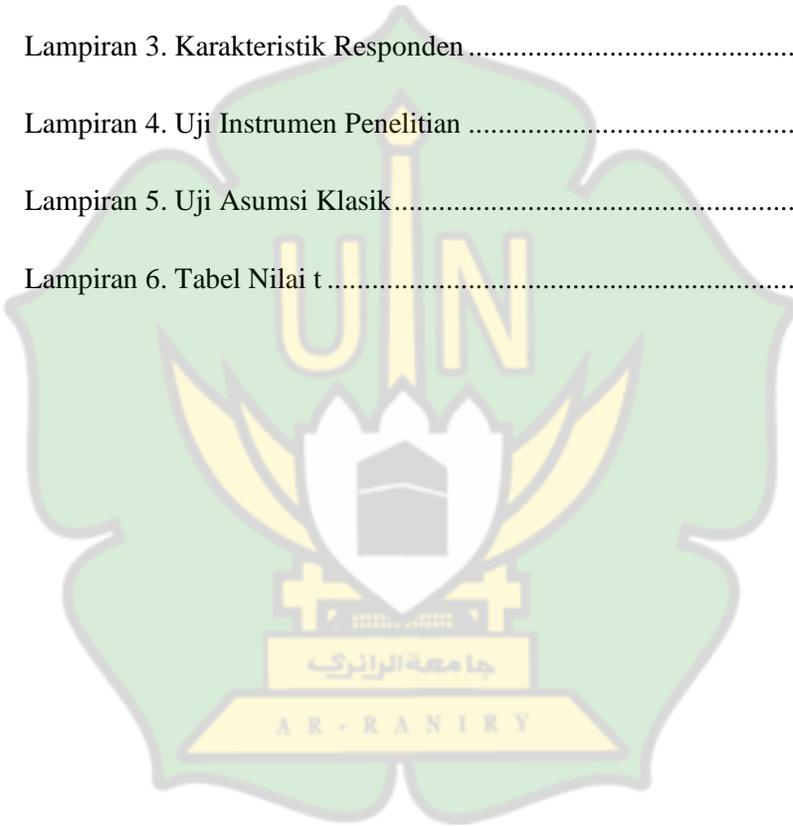 Lampiran 3. Karakteristik Responden ............................................
Lampiran 4. Uji Instrumen Penelitian ............................................
Lampiran 5. Uji Asumsi Klasik ......................................................
Lampiran 6. Tabel Nilai t ...............................................................
UIN
جامعة الرانري
AR-RANIRY